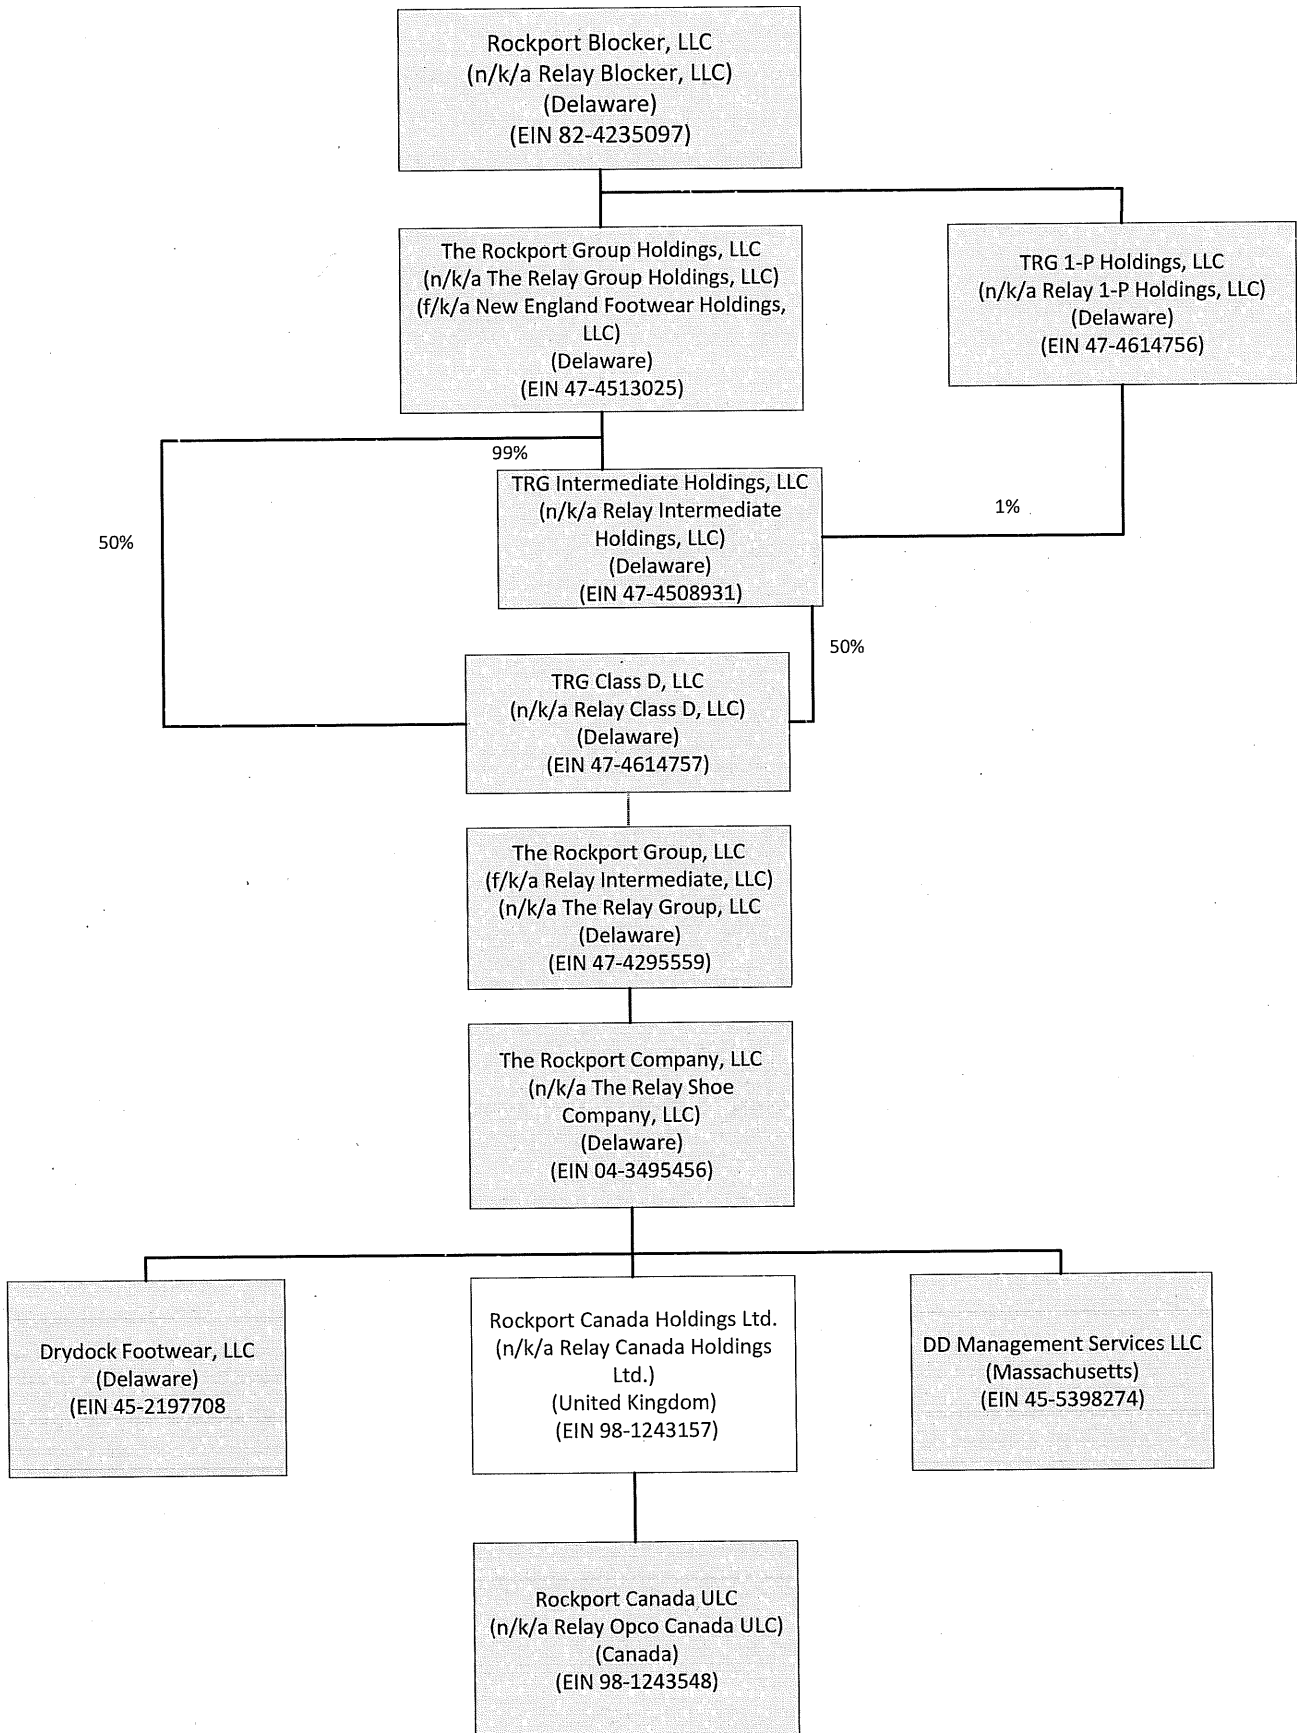 Rockport Blocker, LLC
(n/k/a Relay Blocker, LLC)
(Delaware)
(EIN 82-4235097)
The Rockport Group Holdings, LLC
(n/k/a The Relay Group Holdings, LLC)
(f/k/a New England Footwear Holdings,
LLC)
(Delaware)
(EIN 47-4513025)
TRG 1-P Holdings, LLC
(n/k/a Relay 1-P Holdings, LLC)
(Delaware)
(EIN 47-4614756)
99%
TRG Intermediate Holdings, LLC
(n/k/a Relay Intermediate
Holdings, LLC)
(Delaware)
(EIN 47-4508931)
1%
50%
50%
TRG Class D, LLC
(n/k/a Relay Class D, LLC)
(Delaware)
(EIN 47-4614757)
The Rockport Group, LLC
(f/k/a Relay Intermediate, LLC)
(n/k/a The Relay Group, LLC
(Delaware)
(EIN 47-4295559)
The Rockport Company, LLC
(n/k/a The Relay Shoe
Company, LLC)
(Delaware)
(EIN 04-3495456)
Drydock Footwear, LLC
(Delaware)
(EIN 45-2197708
Rockport Canada Holdings Ltd.
(n/k/a Relay Canada Holdings
Ltd.)
(United Kingdom)
(EIN 98-1243157)
DD Management Services LLC
(Massachusetts)
(EIN 45-5398274)
Rockport Canada ULC
(n/k/a Relay Opco Canada ULC)
(Canada)
(EIN 98-1243548)